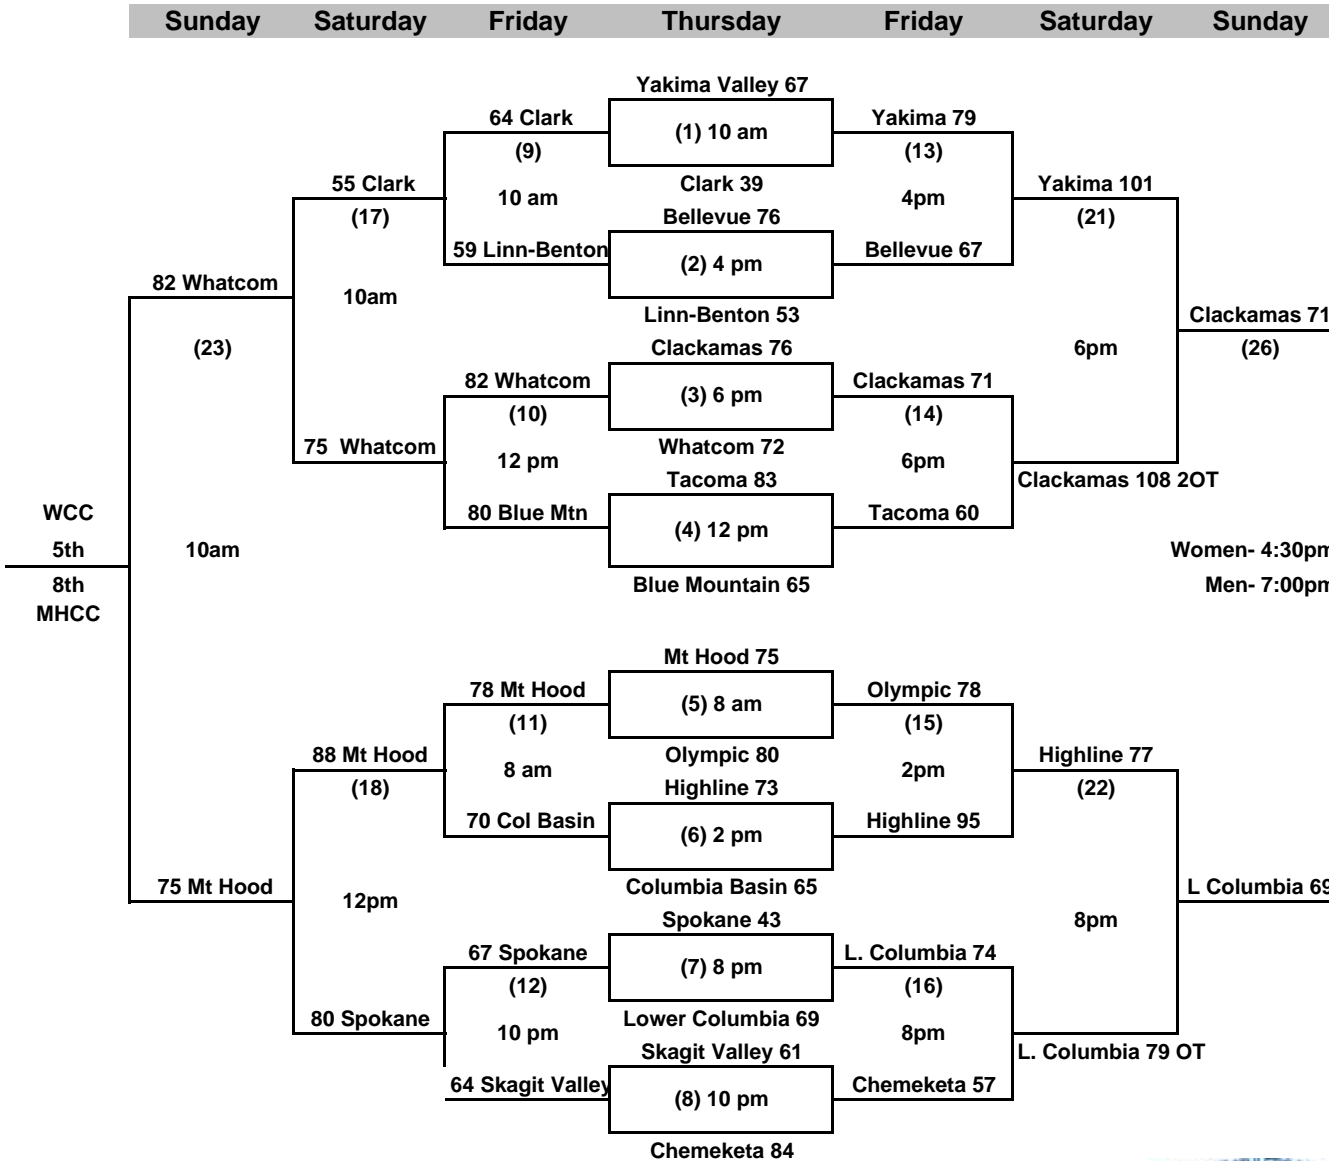 Sunday Saturday Friday Thursday Friday Saturday Sunday
Yakima Valley 67
64 Clark (1) 10 am Yakima 79
(9) (13)
55 Clark 10 am Clark 39 4pm Yakima 101
(17) Bellevue 76 (21)
59 Linn-Benton (2) 4 pm Bellevue 67
82 Whatcom 10am
Linn-Benton 53 Clackamas 71
(23) Clackamas 76 6pm (26)
82 Whatcom (3) 6 pm Clackamas 71
(10) (14)
75 Whatcom 12 pm Whatcom 72 6pm
Tacoma 83 Clackamas 108 2OT
WCC 80 Blue Mtn (4) 12 pm Tacoma 60
5th 10am Women- 4:30pm
8th Blue Mountain 65 Men- 7:00pm
MHCC
Mt Hood 75
78 Mt Hood (5) 8 am Olympic 78
(11) (15)
88 Mt Hood 8 am Olympic 80 2pm Highline 77
(18) Highline 73 (22)
70 Col Basin (6) 2 pm Highline 95
75 Mt Hood 12pm Columbia Basin 65 L Columbia 69
Spokane 43 8pm
67 Spokane (7) 8 pm L. Columbia 74
(12) (16)
80 Spokane 10 pm Lower Columbia 69 8pm
Skagit Valley 61 L. Columbia 79 OT
64 Skagit Valley (8) 10 pm Chemeketa 57
Chemeketa 84